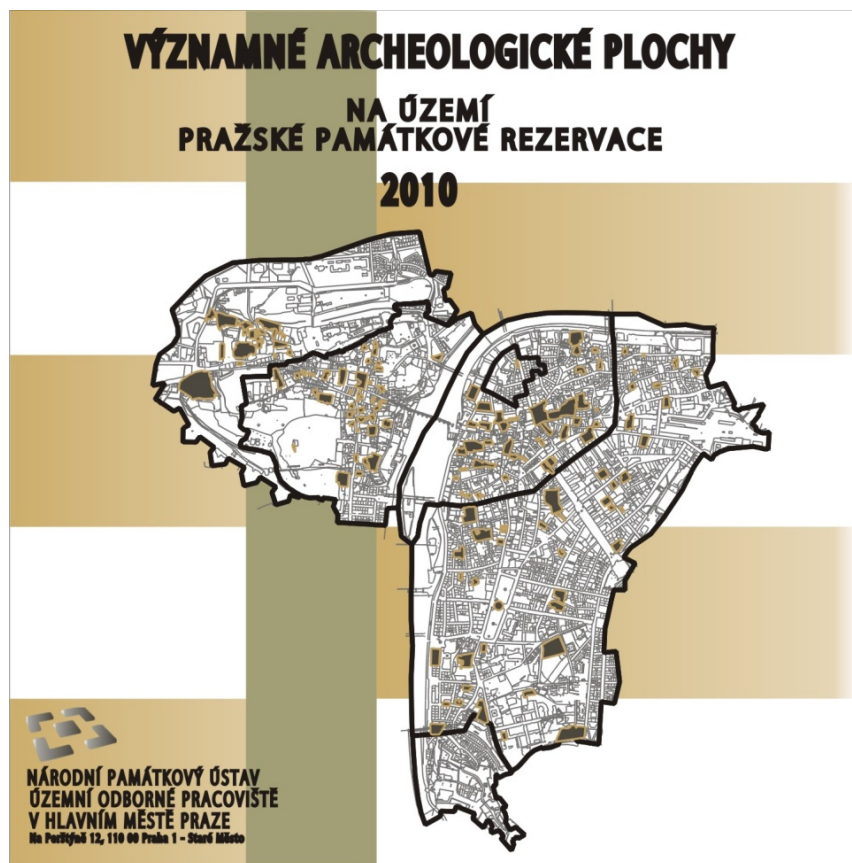 VÝZNAMNÉ ARCHEOLOGICKÉ PLOCHY
NA ÚZEMÍ
PRAŽSKÉ PAMÁTKOVÉ REZERVACE
2010
NÁRODNÍ PAMÁTKOVÝ ÚSTAV
ÚZEMNÍ ODBORNÉ PRACOVIŠTĚ
V HLAVNÍM MĚSTĚ PRAZE
Na Perštýně 12, 110 00 Praha 1 - Staré Město